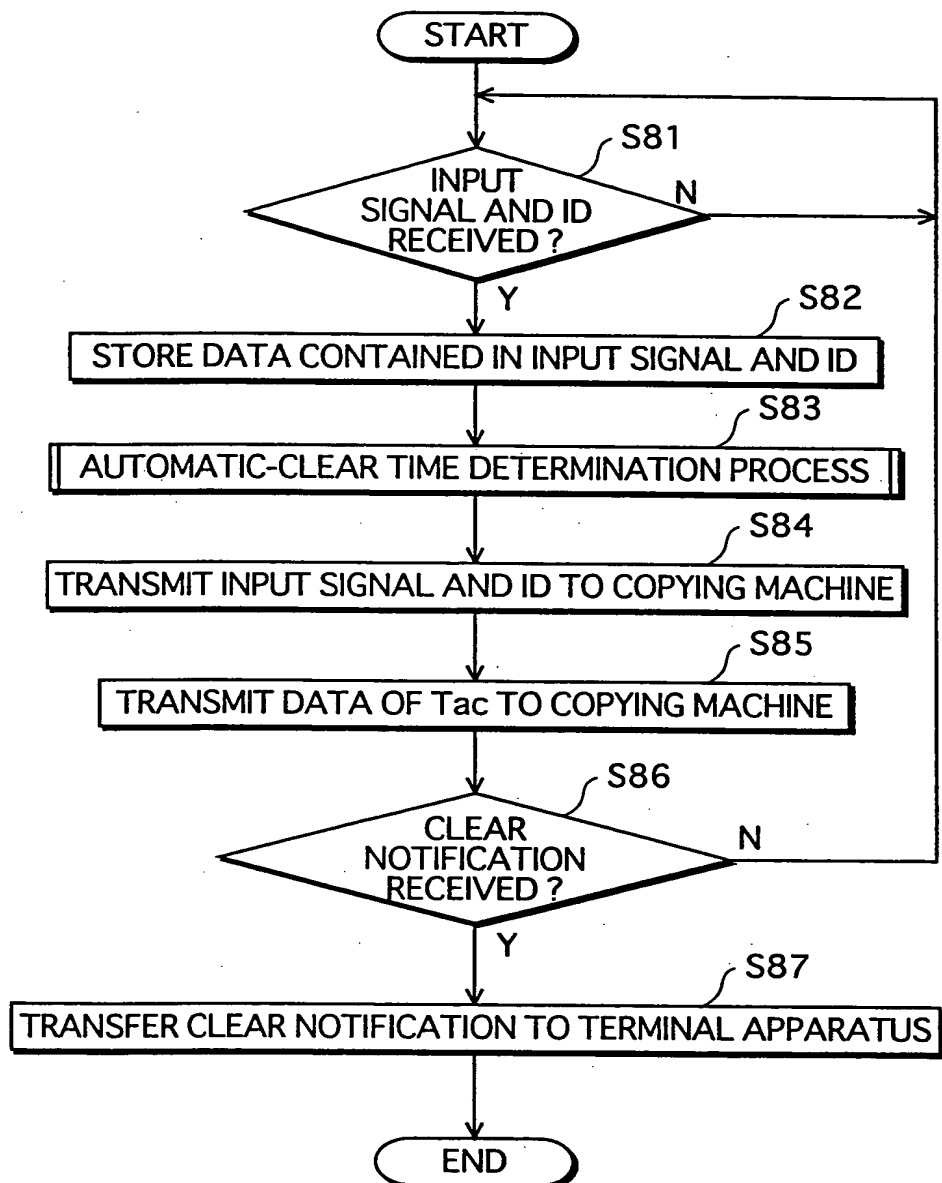 START
S81
INPUT
SIGNAL AND ID
RECEIVED ?
N
Y
S82
STORE DATA CONTAINED IN INPUT SIGNAL AND ID
S83
AUTOMATIC-CLEAR TIME DETERMINATION PROCESS
S84
TRANSMIT INPUT SIGNAL AND ID TO COPYING MACHINE
S85
TRANSMIT DATA OF Tac TO COPYING MACHINE
S86
CLEAR
NOTIFICATION
RECEIVED ?
N
Y
S87
TRANSFER CLEAR NOTIFICATION TO TERMINAL APPARATUS
END